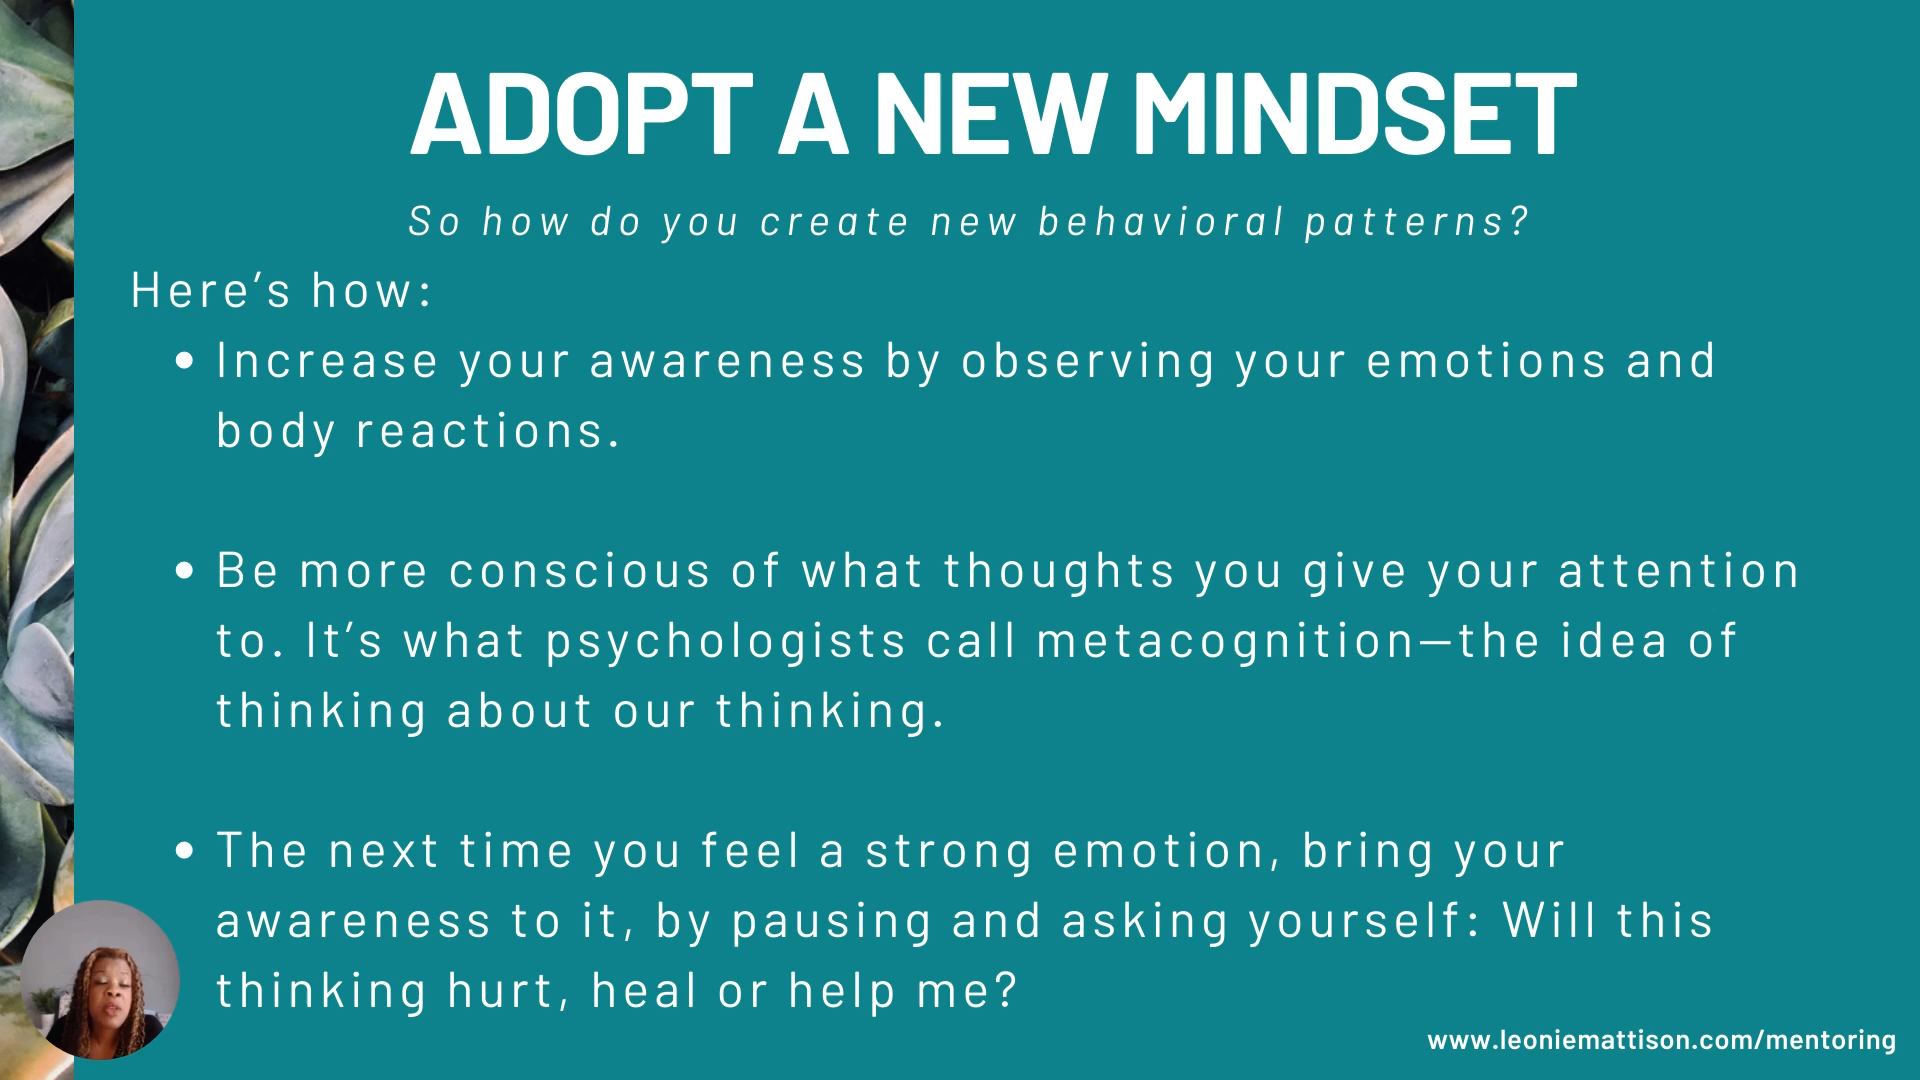 ADOPT A NEW MINDSET
So how do you create new behavioral patterns?
Here’s how:
• Increase your awareness by observing your emotions and
body reactions.
• Be more conscious of what thoughts you give your attention
to. It’s what psychologists call metacognition—the idea of
thinking about our thinking.
• The next time you feel a strong emotion, bring your
awareness to it, by pausing and asking yourself: Will this
thinking hurt, heal or help me?
www.leoniemattison.com/mentoring